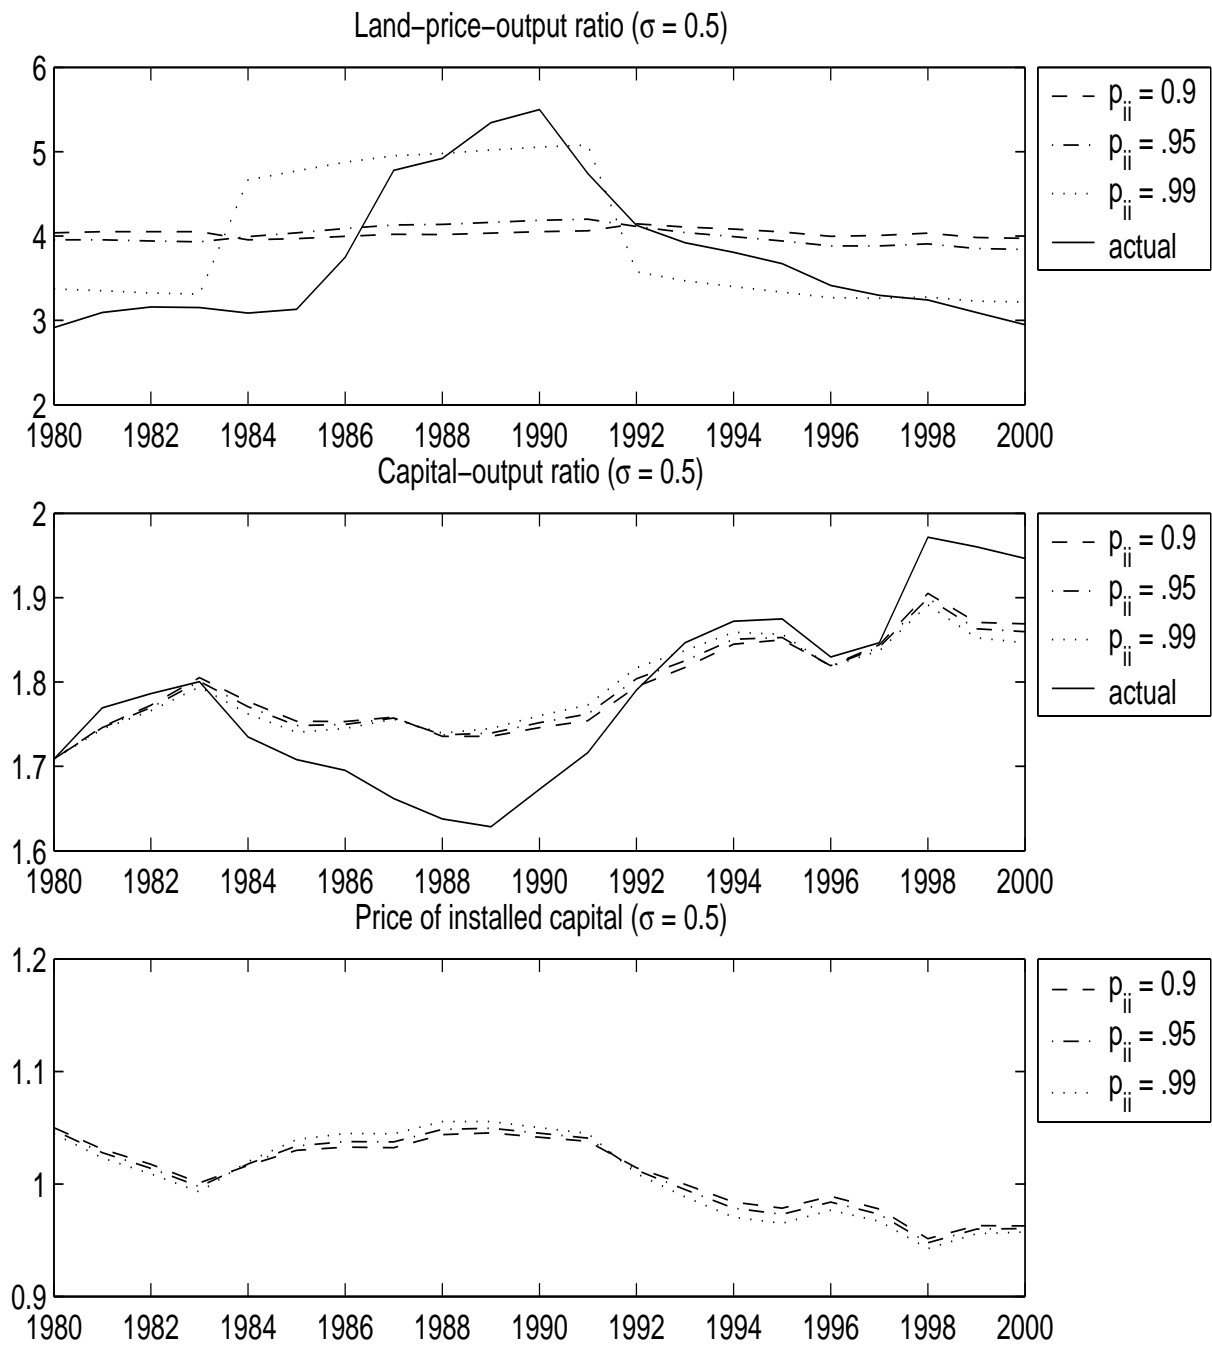 Land−price−output ratio (σ = 0.5)
6
5
4
3
2
1980 1982 1984 1986 1988 1990 1992 1994 1996 1998 2000
p_ii = 0.9
p_ii = .95
p_ii = .99
actual
Capital−output ratio (σ = 0.5)
2
1.9
1.8
1.7
1.6
1980 1982 1984 1986 1988 1990 1992 1994 1996 1998 2000
p_ii = 0.9
p_ii = .95
p_ii = .99
actual
Price of installed capital (σ = 0.5)
1.2
1.1
1
0.9
1980 1982 1984 1986 1988 1990 1992 1994 1996 1998 2000
p_ii = 0.9
p_ii = .95
p_ii = .99